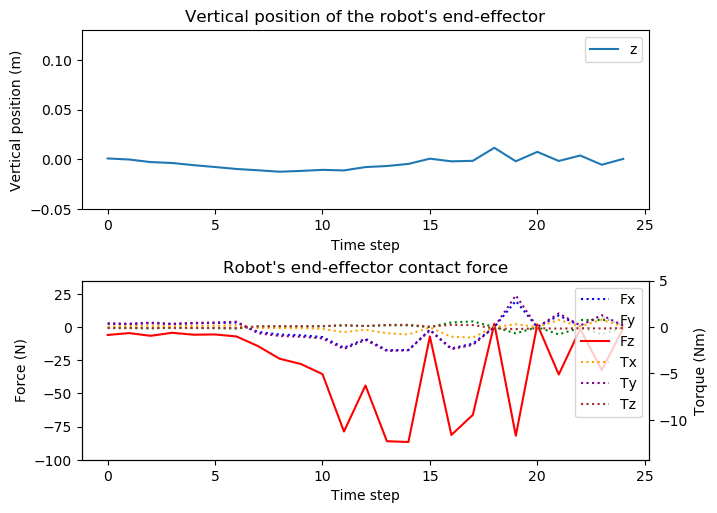 Vertical position of the robot's end-effector
Vertical position (m)
0.10
0.05
0.00
−0.05
z
0 5 10 15 20 25
Time step
Robot's end-effector contact force
Force (N)
25
0
−25
−50
−75
−100
Fx
Fy
Fz
Tx
Ty
Tz
5
0
−5
−10
Torque (Nm)
0 5 10 15 20 25
Time step